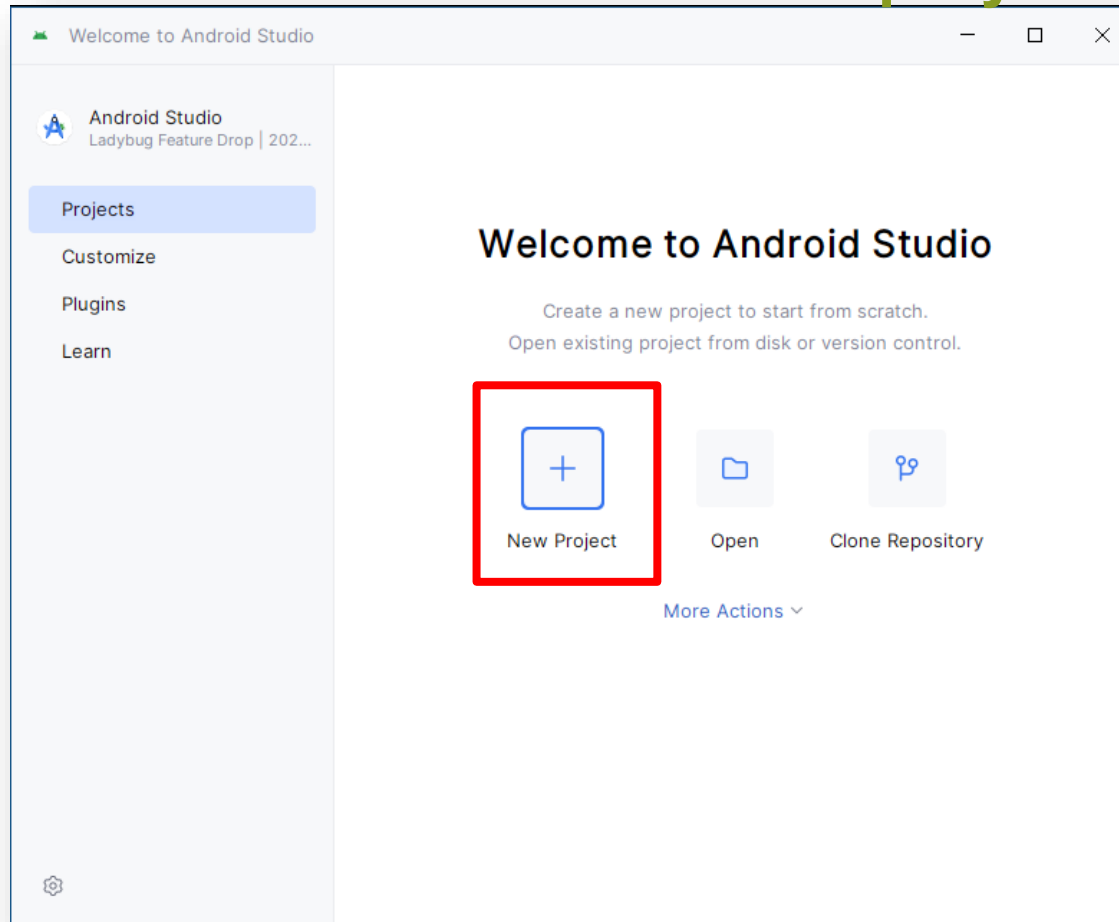 Welcome to Android Studio
Android Studio
Ladybug Feature Drop | 202...
Projects
Customize
Plugins
Learn
Welcome to Android Studio
Create a new project to start from scratch.
Open existing project from disk or version control.
New Project
Open
Clone Repository
More Actions